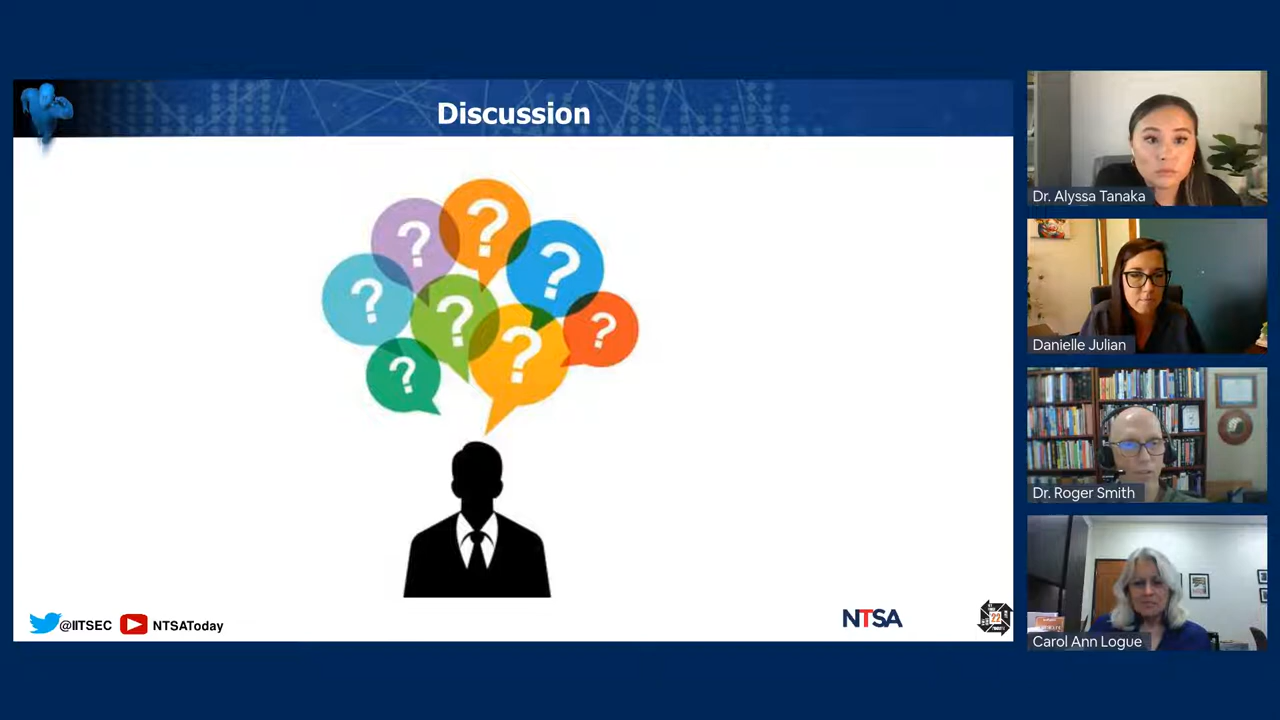 Discussion
? ? ?
? ? ? ?
?
@IITSEC
NTSAToday
NTSA
Dr. Alyssa Tanaka
Danielle Julian
Dr. Roger Smith
Carol Ann Logue